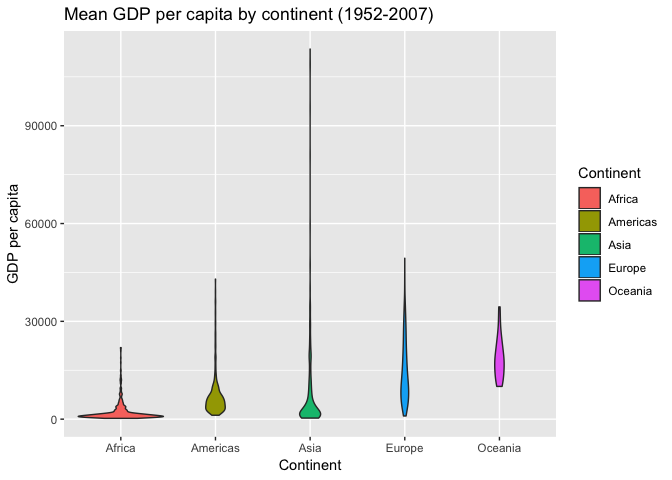 Mean GDP per capita by continent (1952-2007)
GDP per capita
90000
60000
30000
0
Africa
Americas
Asia
Europe
Oceania
Continent
Continent
Africa
Americas
Asia
Europe
Oceania